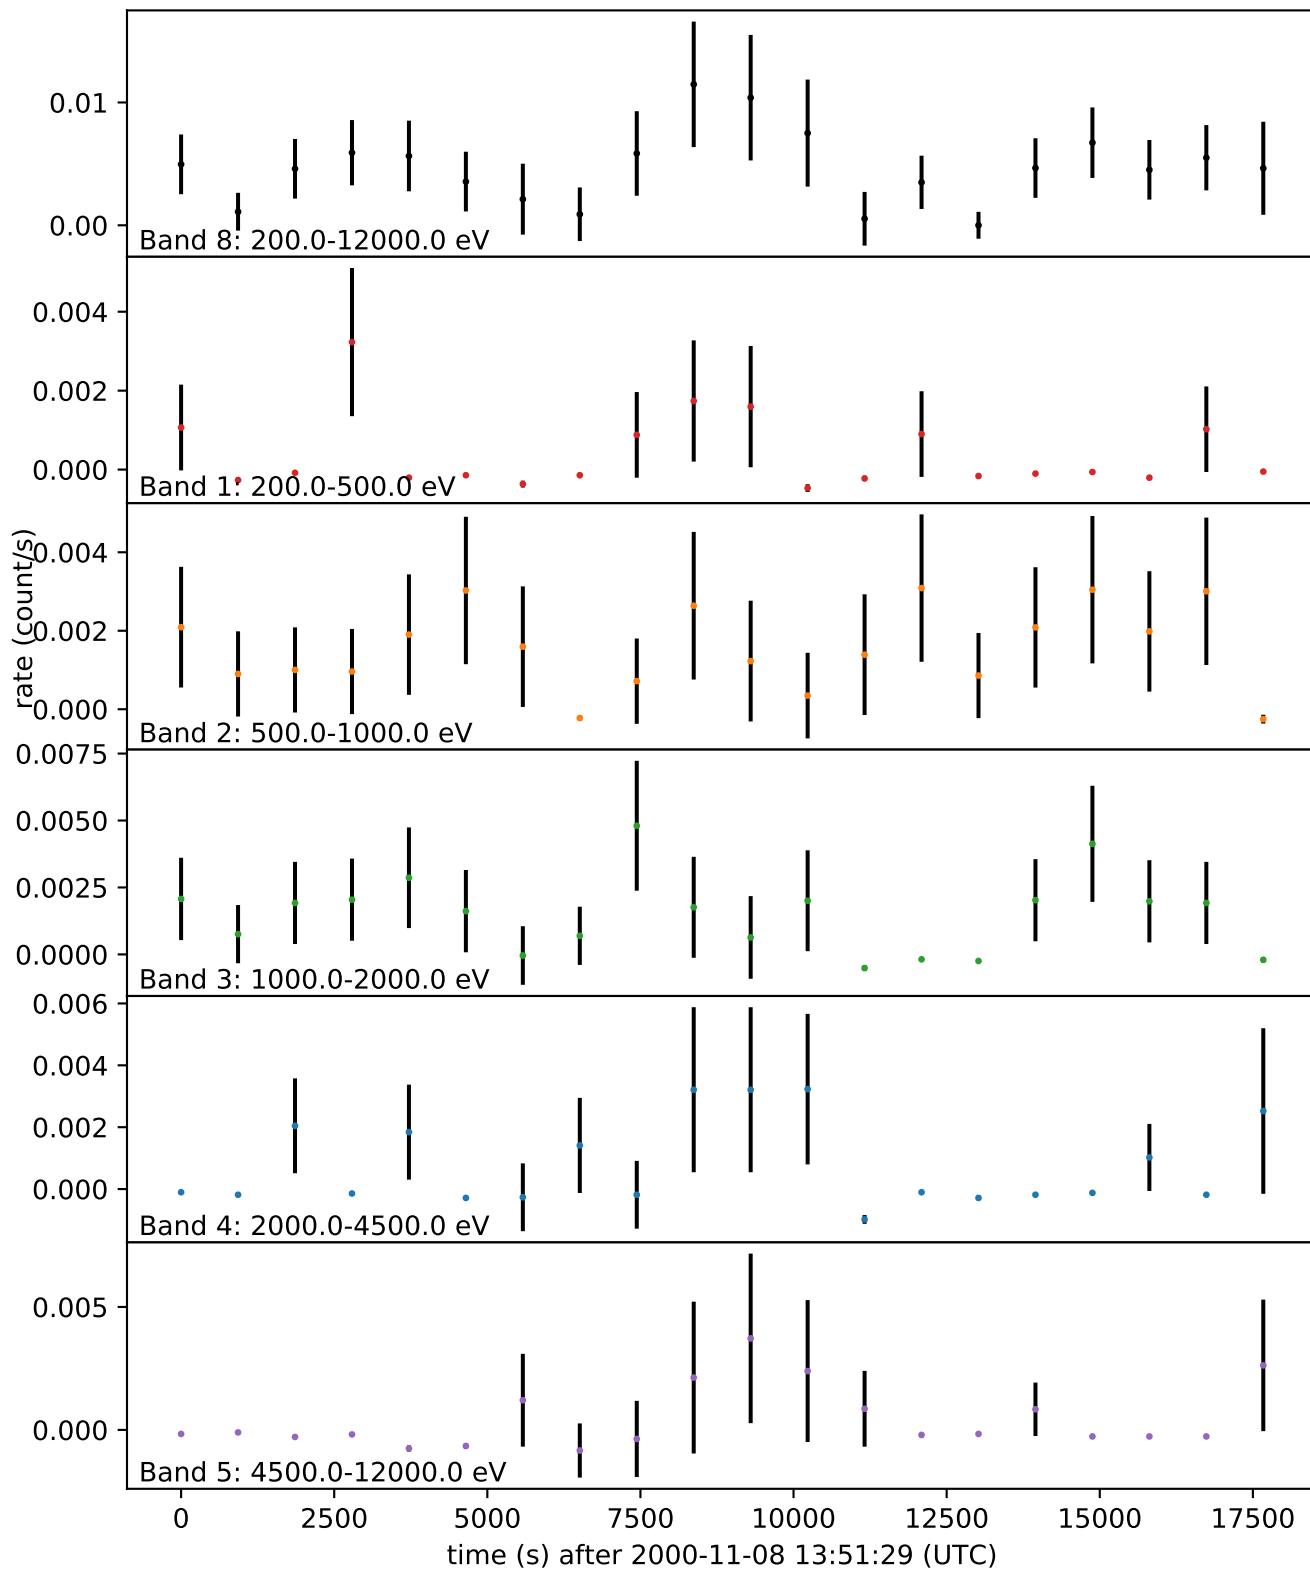 0.01
0.00
Band 8: 200.0-12000.0 eV
0.004
0.002
0.000
Band 1: 200.0-500.0 eV
rate (count/s)
0.004
0.002
0.000
Band 2: 500.0-1000.0 eV
0.0075
0.0050
0.0025
0.0000
Band 3: 1000.0-2000.0 eV
0.006
0.004
0.002
0.000
Band 4: 2000.0-4500.0 eV
0.005
0.000
Band 5: 4500.0-12000.0 eV
0 2500 5000 7500 10000 12500 15000 17500
time (s) after 2000-11-08 13:51:29 (UTC)